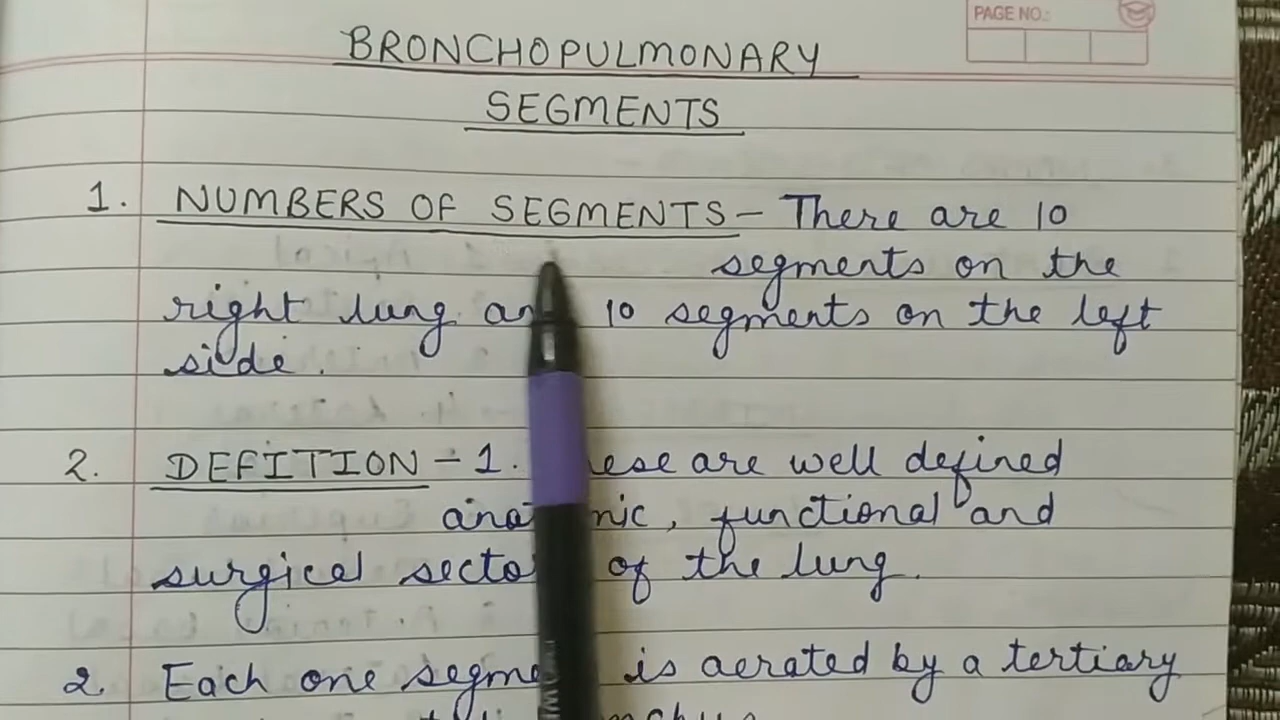 PAGE NO.:
BRONCHOPULMONARY
SEGMENTS
1. NUMBERS OF SEGMENTS – There are 10
segments on the
right lung 10 segments on the left
side.
2. DEFITION – 1. are well defined
, functional and
surgical of the lung.
2. Each one is aerated by a tertiary